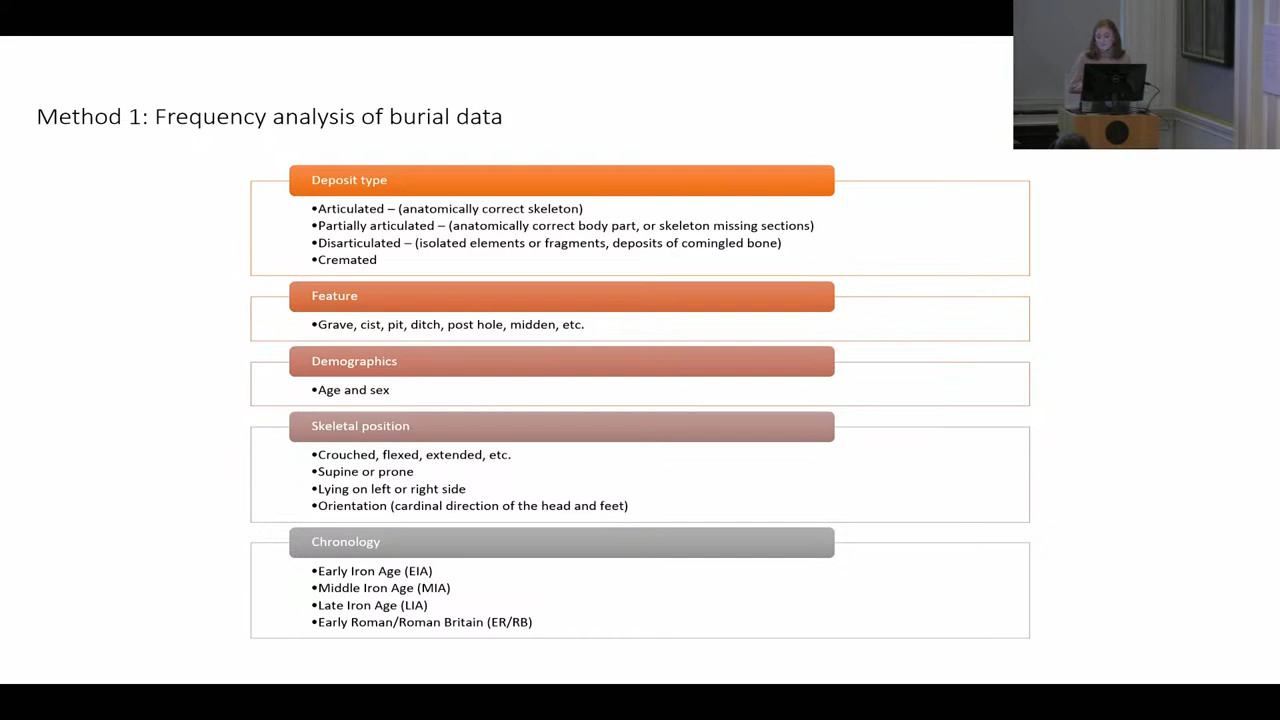 Method 1: Frequency analysis of burial data
Deposit type
•Articulated – (anatomically correct skeleton)
•Partially articulated – (anatomically correct body part, or skeleton missing sections)
•Disarticulated – (isolated elements or fragments, deposits of comingled bone)
•Cremated
Feature
•Grave, cist, pit, ditch, post hole, midden, etc.
Demographics
•Age and sex
Skeletal position
•Crouched, flexed, extended, etc.
•Supine or prone
•Lying on left or right side
•Orientation (cardinal direction of the head and feet)
Chronology
•Early Iron Age (EIA)
•Middle Iron Age (MIA)
•Late Iron Age (LIA)
•Early Roman/Roman Britain (ER/RB)